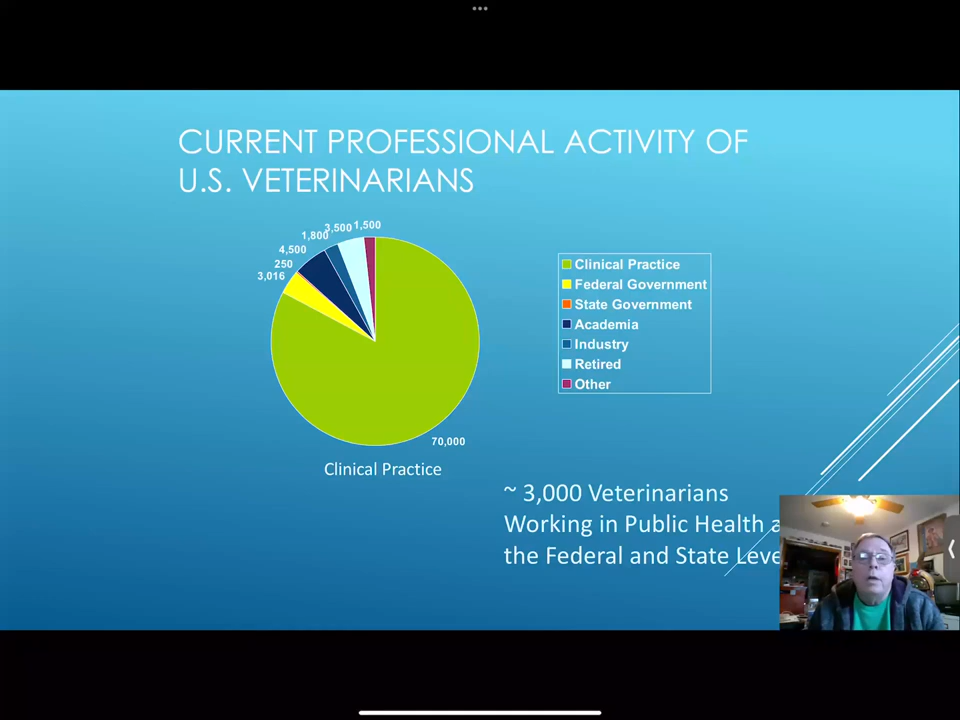 CURRENT PROFESSIONAL ACTIVITY OF
U.S. VETERINARIANS
3,500
1,500
1,800
4,500
250
3,016
70,000
Clinical Practice
Clinical Practice
Federal Government
State Government
Academia
Industry
Retired
Other
~ 3,000 Veterinarians
Working in Public Health
the Federal and State